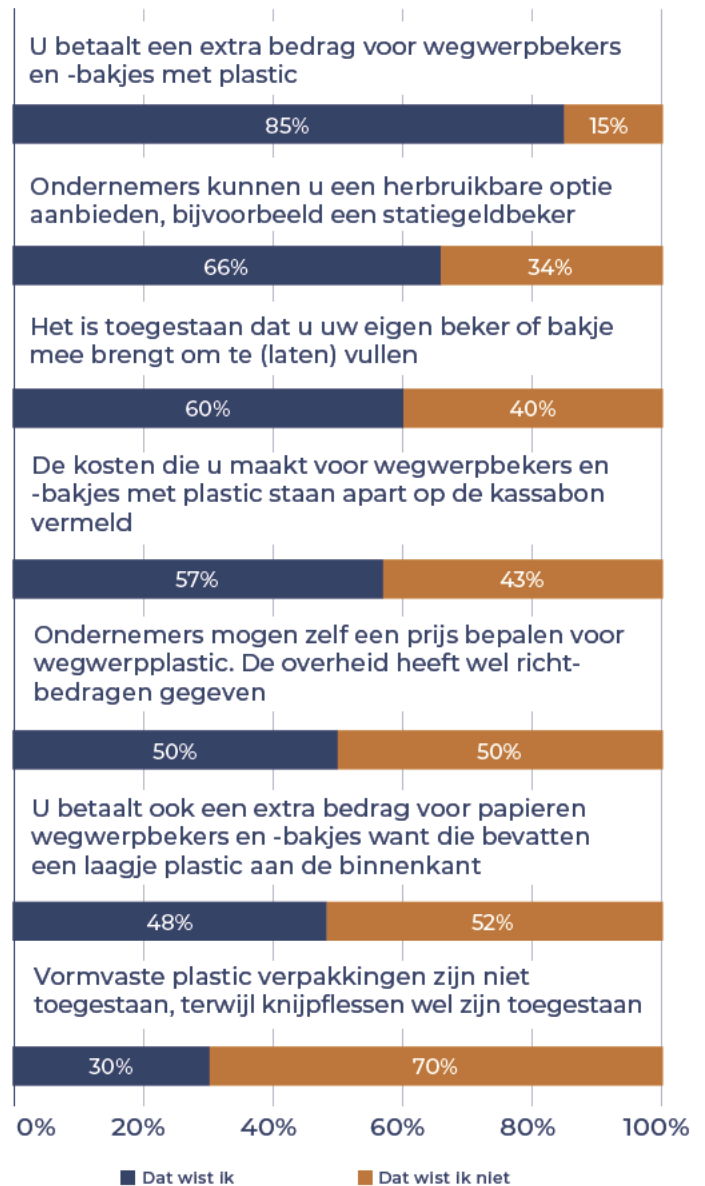 U betaalt een extra bedrag voor wegwerpbekers
en -bakjes met plastic
85% 15%
Ondernemers kunnen u een herbruikbare optie
aanbieden, bijvoorbeeld een statiegeldbeker
66% 34%
Het is toegestaan dat u uw eigen beker of bakje
mee brengt om te (laten) vullen
60% 40%
De kosten die u maakt voor wegwerpbekers en
-bakjes met plastic staan apart op de kassabon
vermeld
57% 43%
Ondernemers mogen zelf een prijs bepalen voor
wegwerpplastic. De overheid heeft wel richt-
bedragen gegeven
50% 50%
U betaalt ook een extra bedrag voor papieren
wegwerpbekers en -bakjes want die bevatten
een laagje plastic aan de binnenkant
48% 52%
Vormvaste plastic verpakkingen zijn niet
toegestaan, terwijl knijpflessen wel zijn toegestaan
30% 70%
0% 20% 40% 60% 80% 100%
Dat wist ik Dat wist ik niet